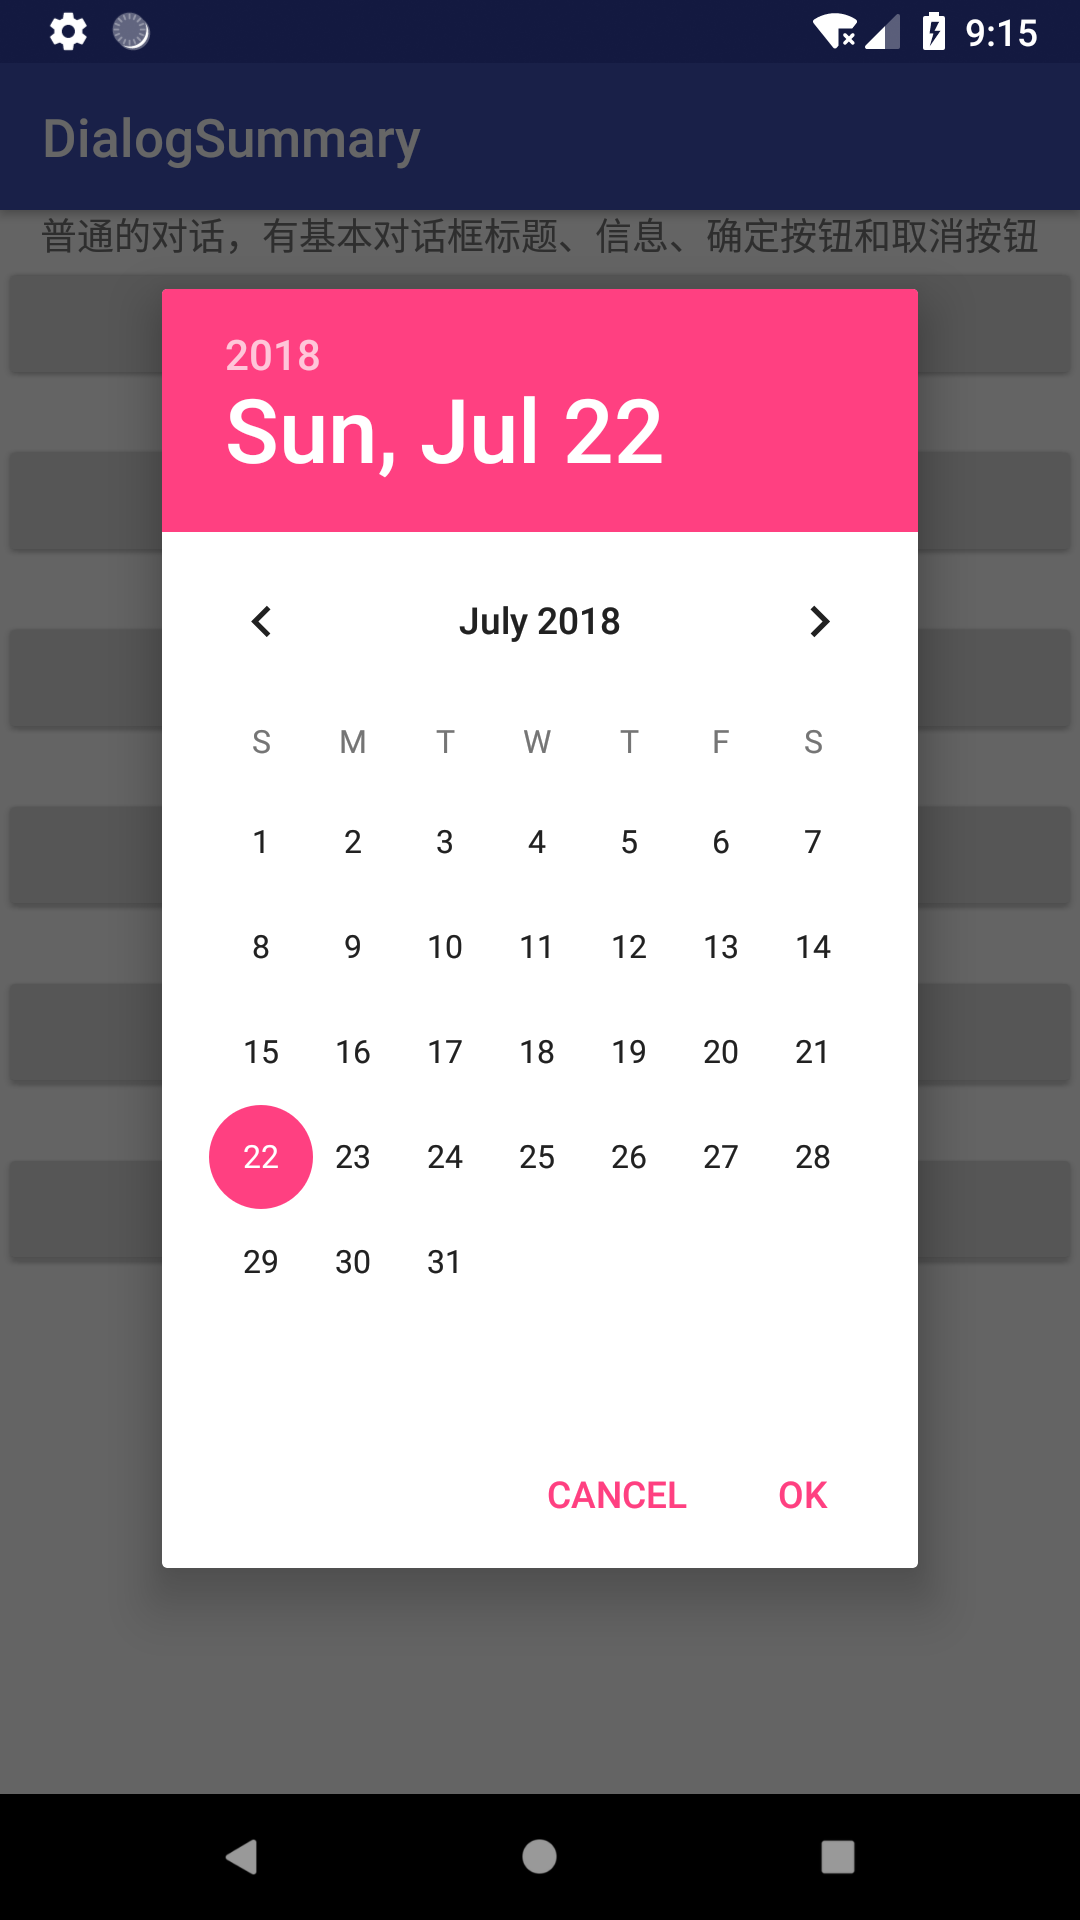 9:15
DialogSummary
普通的对话，有基本对话框标题、信息、确定按钮和取消按钮
2018
Sun, Jul 22
July 2018
S M T W T F S
1 2 3 4 5 6 7
8 9 10 11 12 13 14
15 16 17 18 19 20 21
22 23 24 25 26 27 28
29 30 31
CANCEL OK